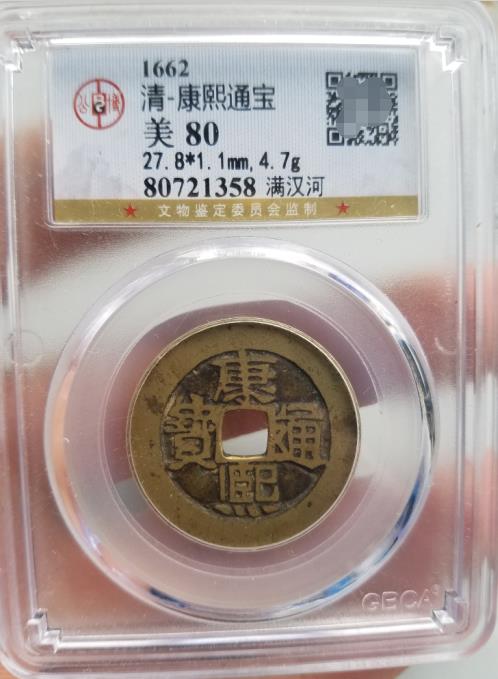 1662
清-康熙通宝
美 80
27.8*1.1mm,4.7g
80721358 满汉河
★ 文物鉴定委员会监制 ★
康熙通寶
GBCA